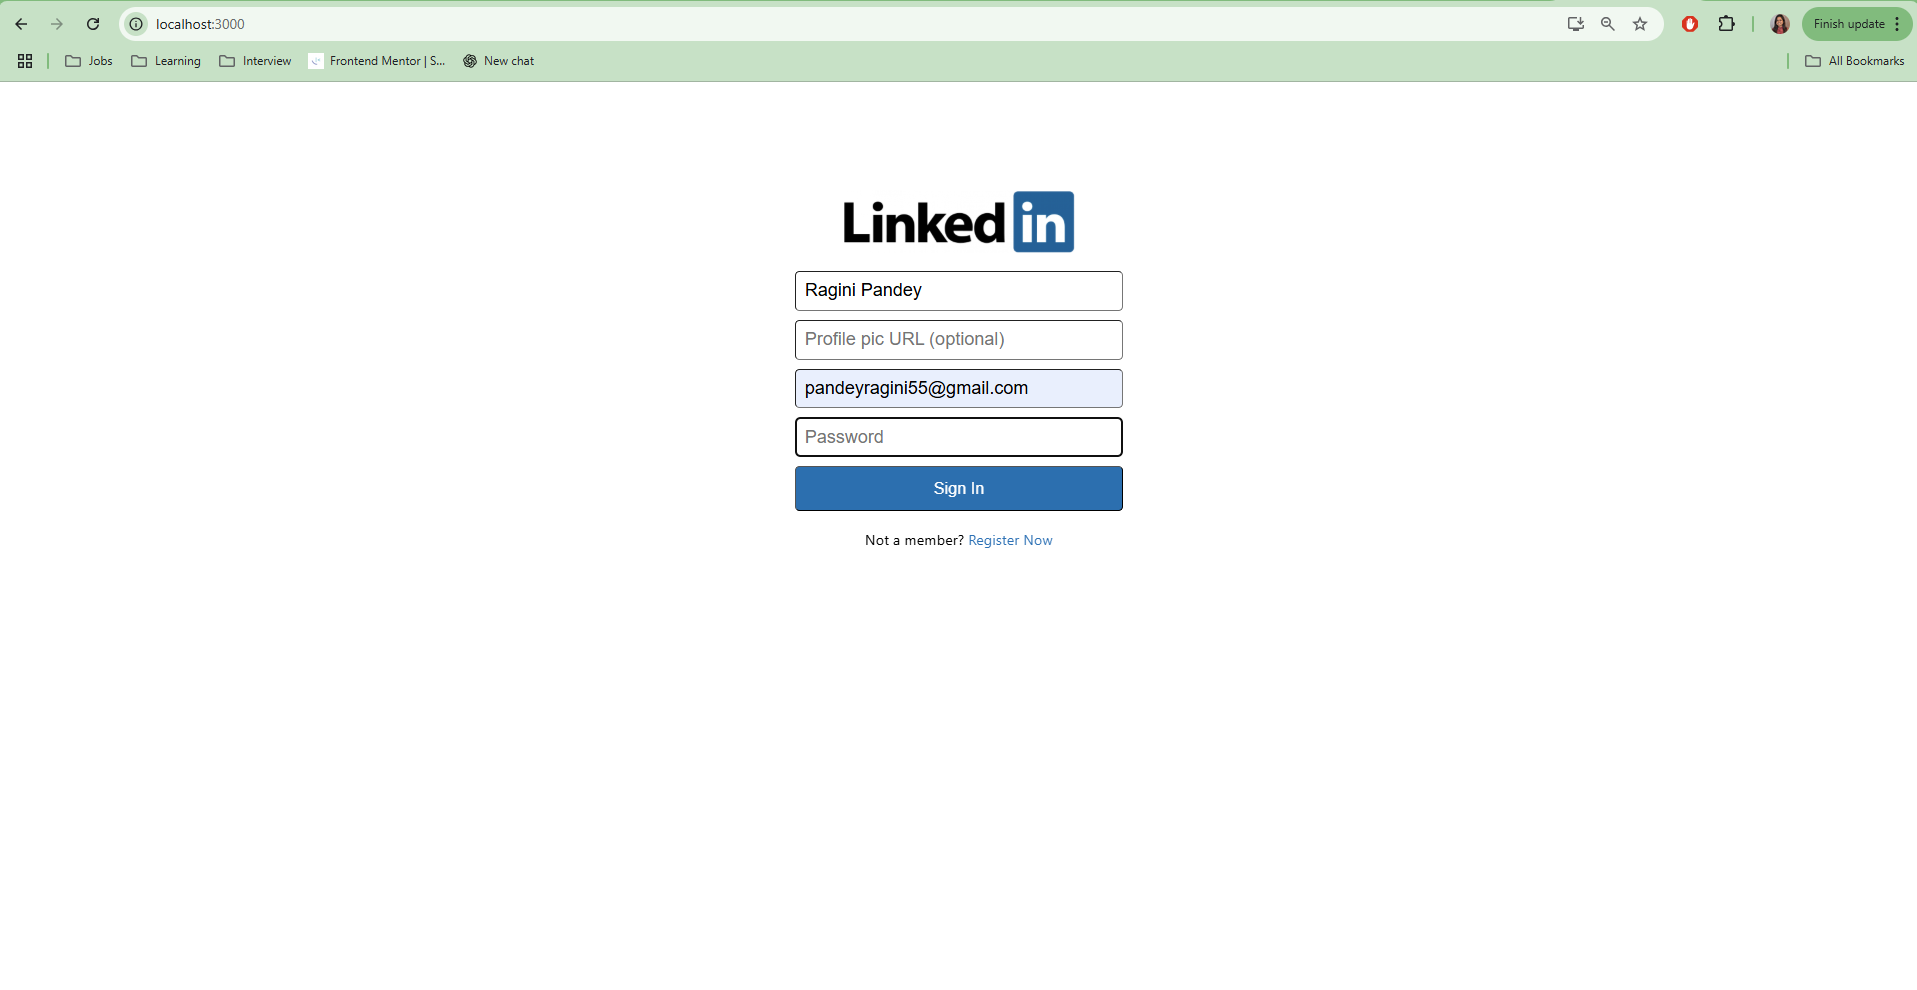 localhost:3000
Finish update
Jobs Learning Interview Frontend Mentor | S... New chat All Bookmarks
Linked in
Ragini Pandey
Profile pic URL (optional)
pandeyragini55@gmail.com
Password
Sign In
Not a member? Register Now